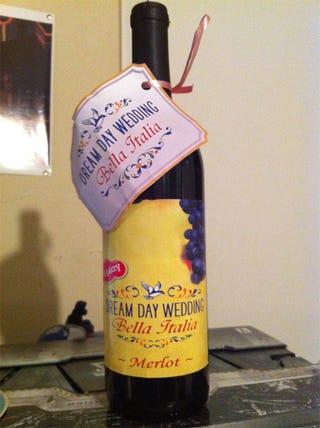 DREAM DAY WEDDING
Bella Italia
DREAM DAY WEDDING
Bella Italia
~ Merlot ~